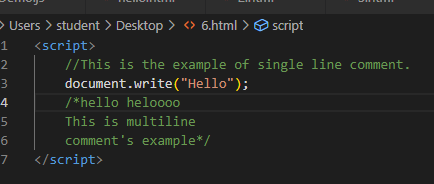 Users > student > Desktop > 6.html > script
1 <script>
2 //This is the example of single line comment.
3 document.write("Hello");
4 /*hello heloooo
5 This is multiline
6 comment's example*/
7 </script>